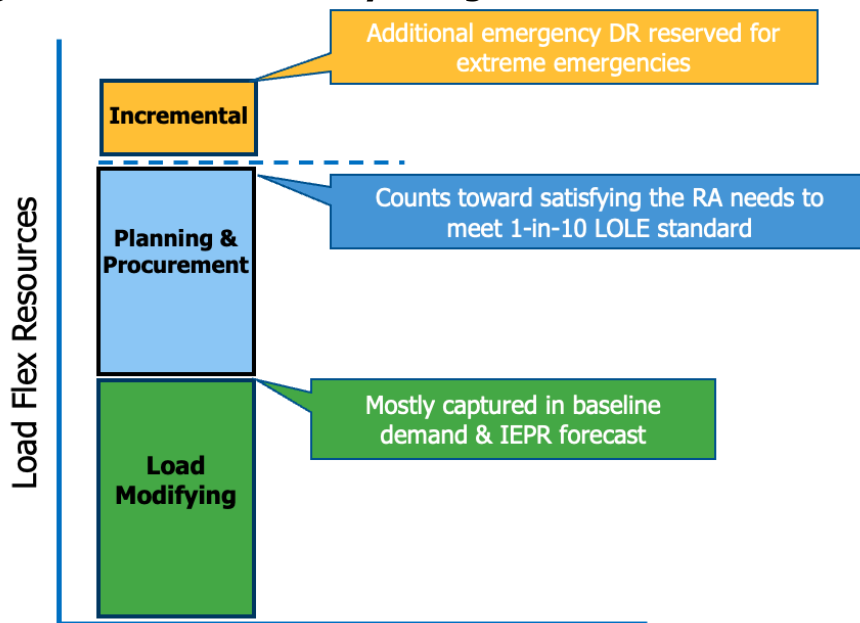 Additional emergency DR reserved for
extreme emergencies
Incremental
Counts toward satisfying the RA needs to
meet 1-in-10 LOLE standard
Planning &
Procurement
Load Flex Resources
Mostly captured in baseline
demand & IEPR forecast
Load
Modifying